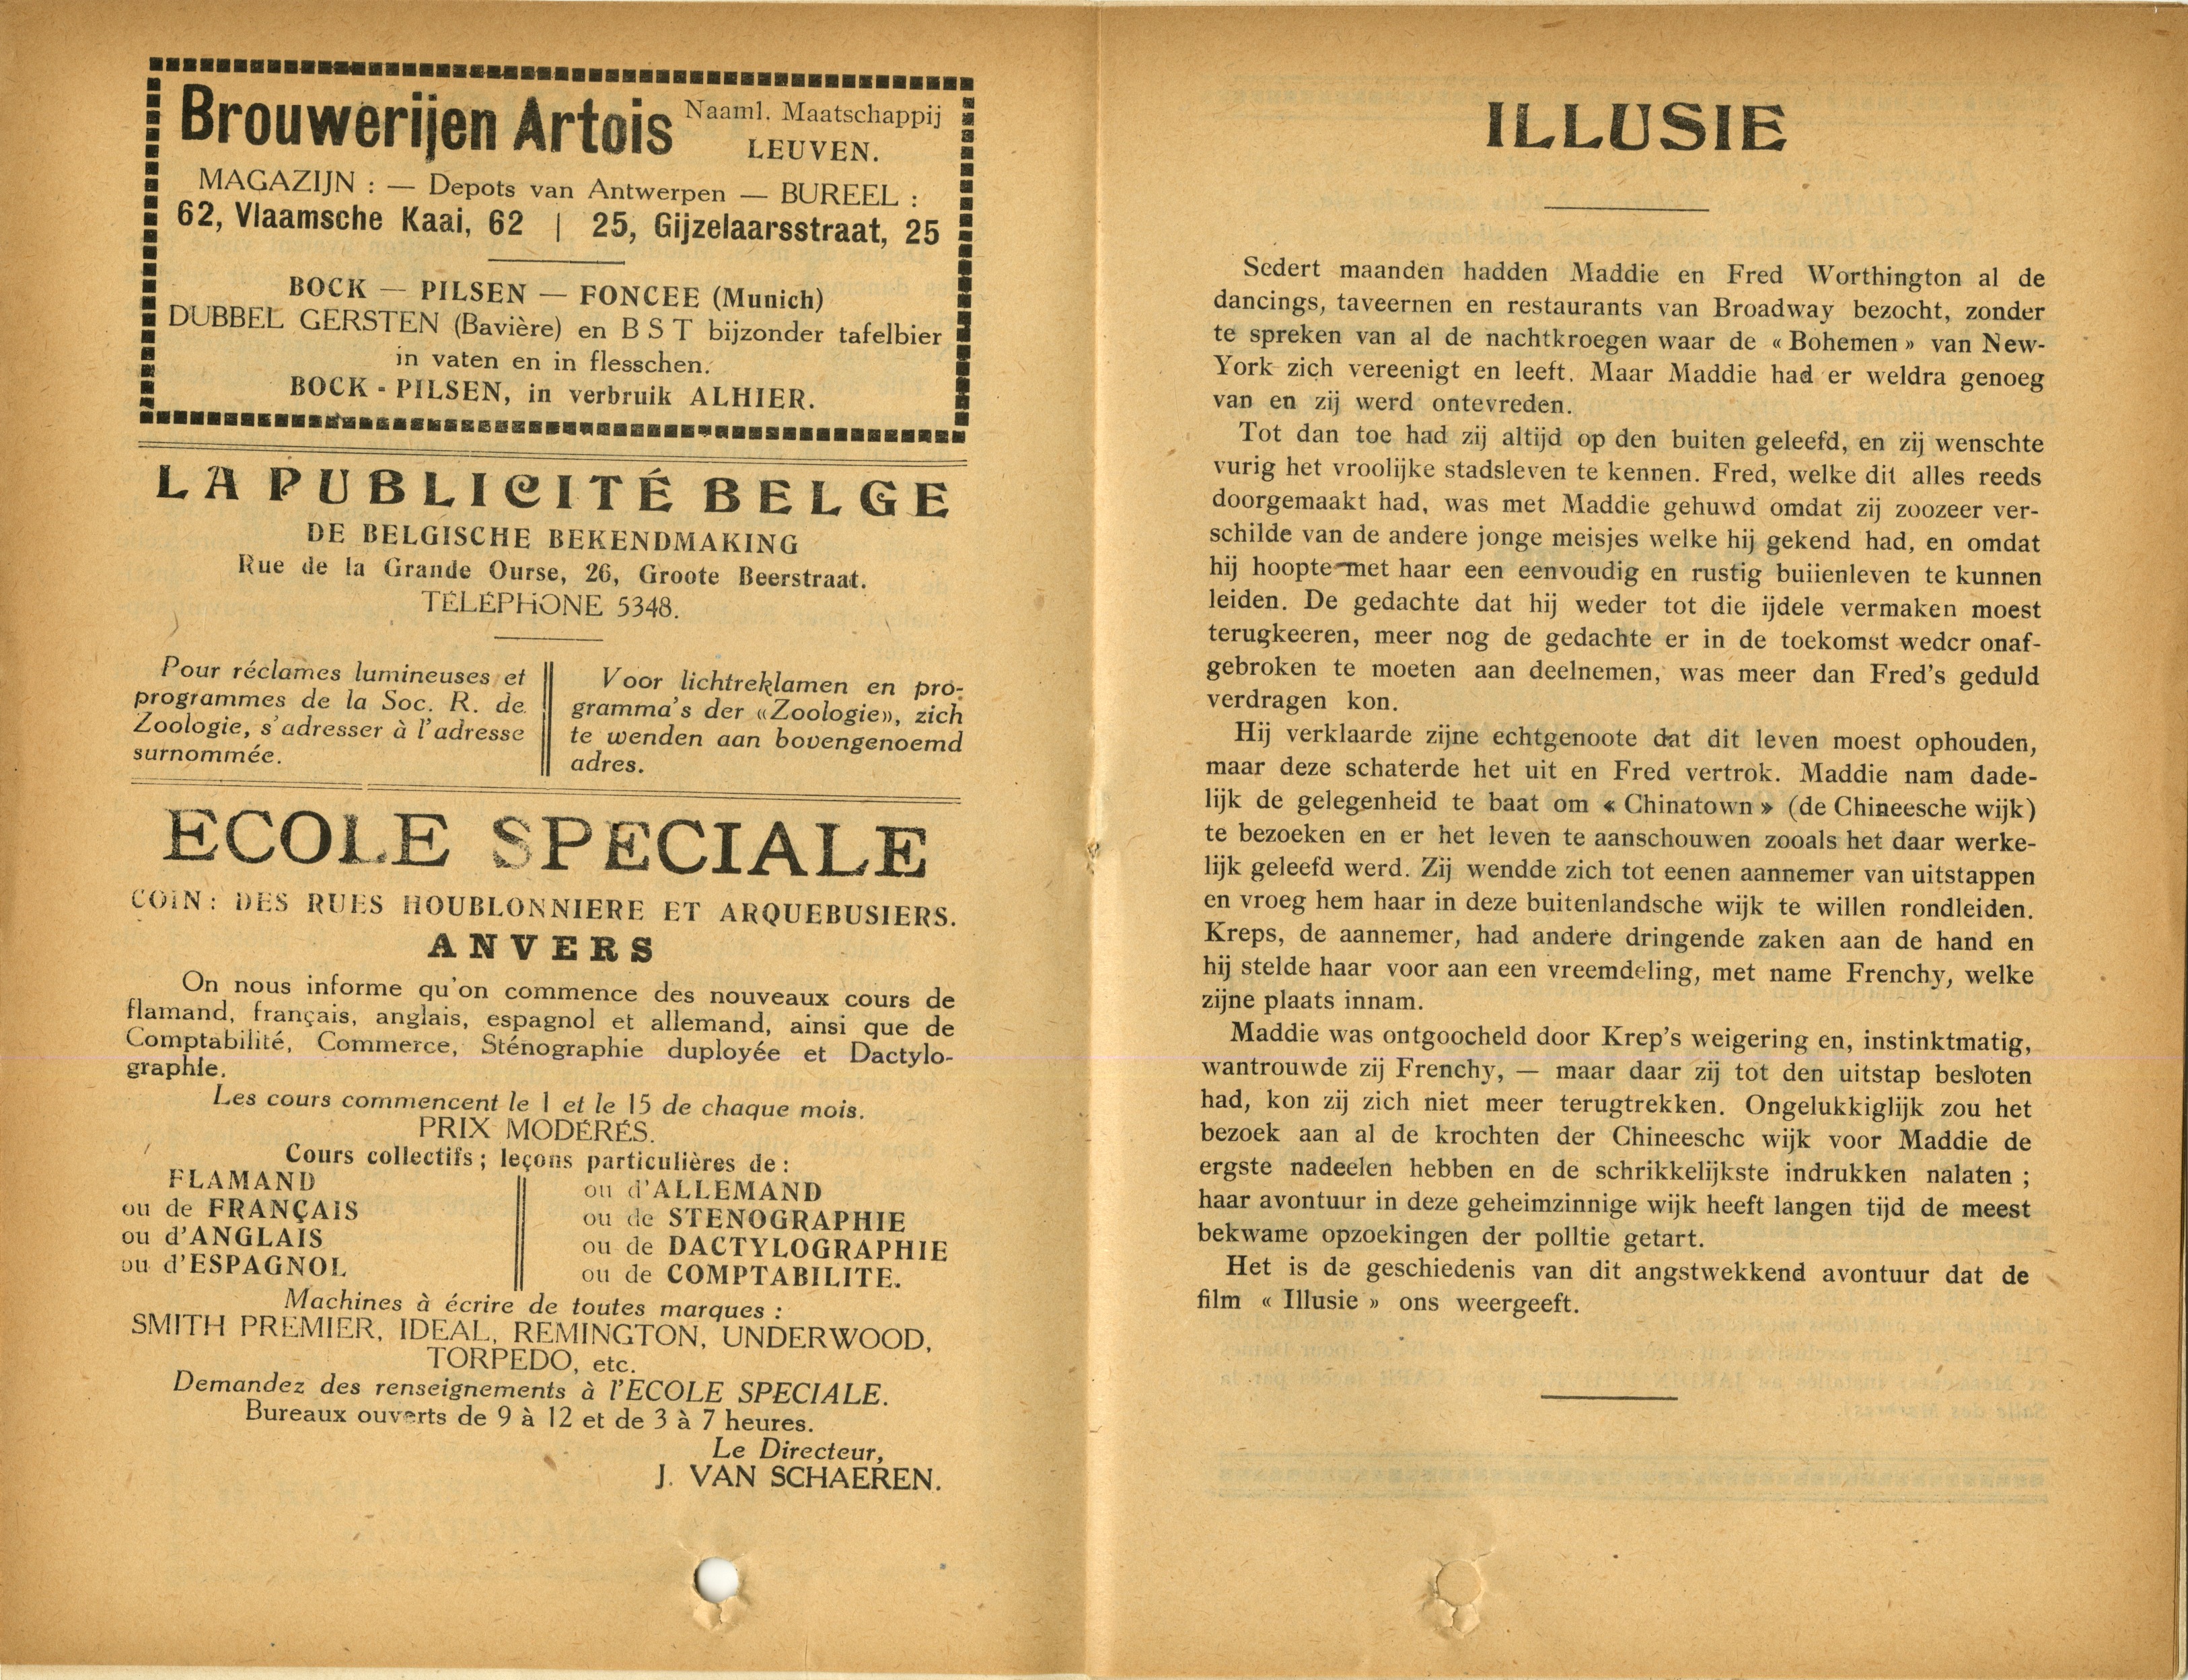 Brouwerijen Artois Naaml. Maatschappij
LEUVEN.
MAGAZIJN : — Depots van Antwerpen — BUREEL :
62, Vlaamsche Kaai, 62 | 25, Gijzelaarsstraat, 25
BOCK — PILSEN — FONCEE (Munich)
DUBBEL GERSTEN (Bavière) en B S T bijzonder tafelbier
in vaten en in flesschen.
BOCK - PILSEN, in verbruik ALHIER.
LA PUBLICITÉ BELGE
DE BELGISCHE BEKENDMAKING
Rue de la Grande Ourse, 26, Groote Beerstraat.
TÉLÉPHONE 5348.
Pour réclames lumineuses et
programmes de la Soc. R. de
Zoologie, s'adresser à l'adresse
surnommée.
Voor lichtreklamen en pro-
gramma's der «Zoologie», zich
te wenden aan bovengenoemd
adres.
ECOLE SPECIALE
COIN : DES RUES HOUBLONNIERE ET ARQUEBUSIERS.
ANVERS
On nous informe qu'on commence des nouveaux cours de
flamand, français, anglais, espagnol et allemand, ainsi que de
Comptabilité, Commerce, Sténographie duployée et Dactylo-
graphie.
Les cours commencent le 1 et le 15 de chaque mois.
PRIX MODÉRÉS.
Cours collectifs ; leçons particulières de :
FLAMAND
ou de FRANÇAIS
ou d'ANGLAIS
ou d'ESPAGNOL
ou d'ALLEMAND
ou de STENOGRAPHIE
ou de DACTYLOGRAPHIE
ou de COMPTABILITE.
Machines à écrire de toutes marques :
SMITH PREMIER, IDEAL, REMINGTON, UNDERWOOD,
TORPEDO, etc.
Demandez des renseignements à l'ECOLE SPECIALE.
Bureaux ouverts de 9 à 12 et de 3 à 7 heures.
Le Directeur,
J. VAN SCHAEREN.
ILLUSIE
Sedert maanden hadden Maddie en Fred Worthington al de
dancings, taveernen en restaurants van Broadway bezocht, zonder
te spreken van al de nachtkroegen waar de « Bohemen » van New-
York zich vereenigt en leeft. Maar Maddie had er weldra genoeg
van en zij werd ontevreden.
Tot dan toe had zij altijd op den buiten geleefd, en zij wenschte
vurig het vroolijke stadsleven te kennen. Fred, welke dit alles reeds
doorgemaakt had, was met Maddie gehuwd omdat zij zoozeer ver-
schilde van de andere jonge meisjes welke hij gekend had, en omdat
hij hoopte met haar een eenvoudig en rustig buiienleven te kunnen
leiden. De gedachte dat hij weder tot die ijdele vermaken moest
terugkeeren, meer nog de gedachte er in de toekomst weder onaf-
gebroken te moeten aan deelnemen, was meer dan Fred's geduld
verdragen kon.
Hij verklaarde zijne echtgenoote dat dit leven moest ophouden,
maar deze schaterde het uit en Fred vertrok. Maddie nam dade-
lijk de gelegenheid te baat om « Chinatown » (de Chineesche wijk)
te bezoeken en er het leven te aanschouwen zooals het daar werke-
lijk geleefd werd. Zij wendde zich tot eenen aannemer van uitstappen
en vroeg hem haar in deze buitenlandsche wijk te willen rondleiden.
Kreps, de aannemer, had andere dringende zaken aan de hand en
hij stelde haar voor aan een vreemdeling, met name Frenchy, welke
zijne plaats innam.
Maddie was ontgoocheld door Krep's weigering en, instinktmatig,
wantrouwde zij Frenchy, — maar daar zij tot den uitstap besloten
had, kon zij zich niet meer terugtrekken. Ongelukkiglijk zou het
bezoek aan al de krochten der Chineesche wijk voor Maddie de
ergste nadeelen hebben en de schrikkelijkste indrukken nalaten ;
haar avontuur in deze geheimzinnige wijk heeft langen tijd de meest
bekwame opzoekingen der polltie getart.
Het is de geschiedenis van dit angstwekkend avontuur dat de
film « Illusie » ons weergeeft.